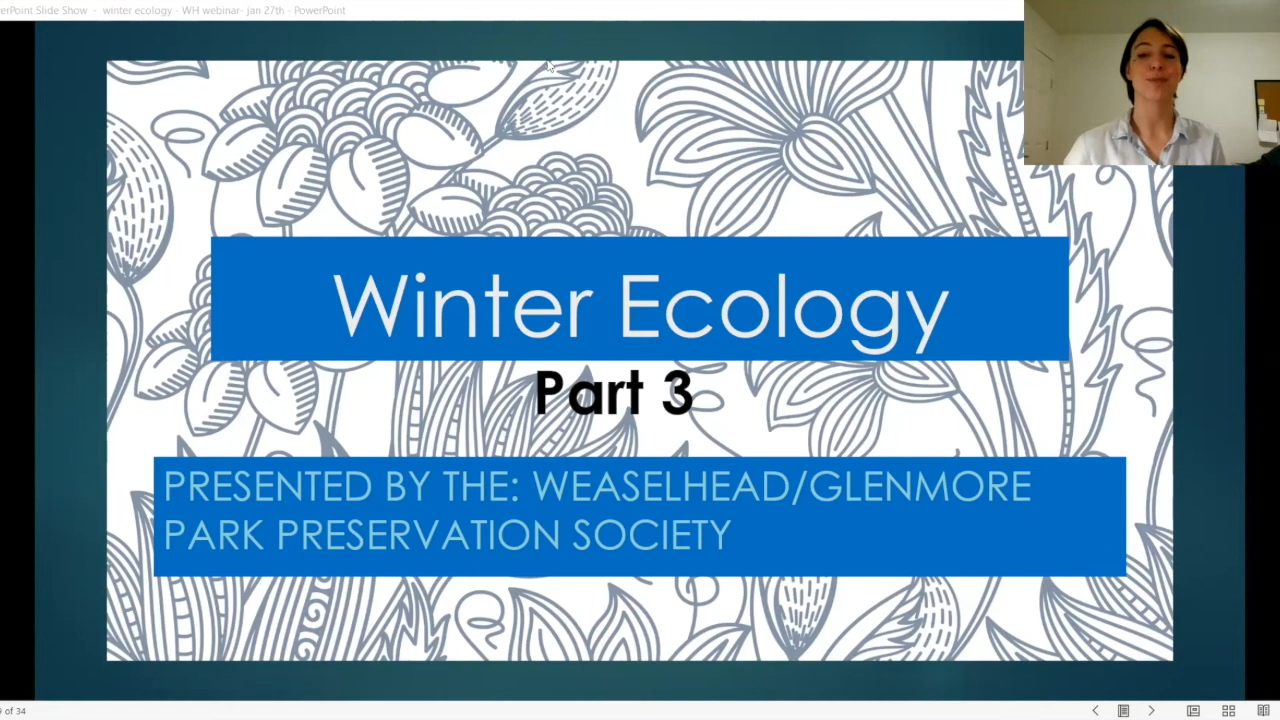 PowerPoint Slide Show - winter ecology - WH webinar- jan 27th - PowerPoint
Winter Ecology
Part 3
PRESENTED BY THE: WEASELHEAD/GLENMORE
PARK PRESERVATION SOCIETY
of 34